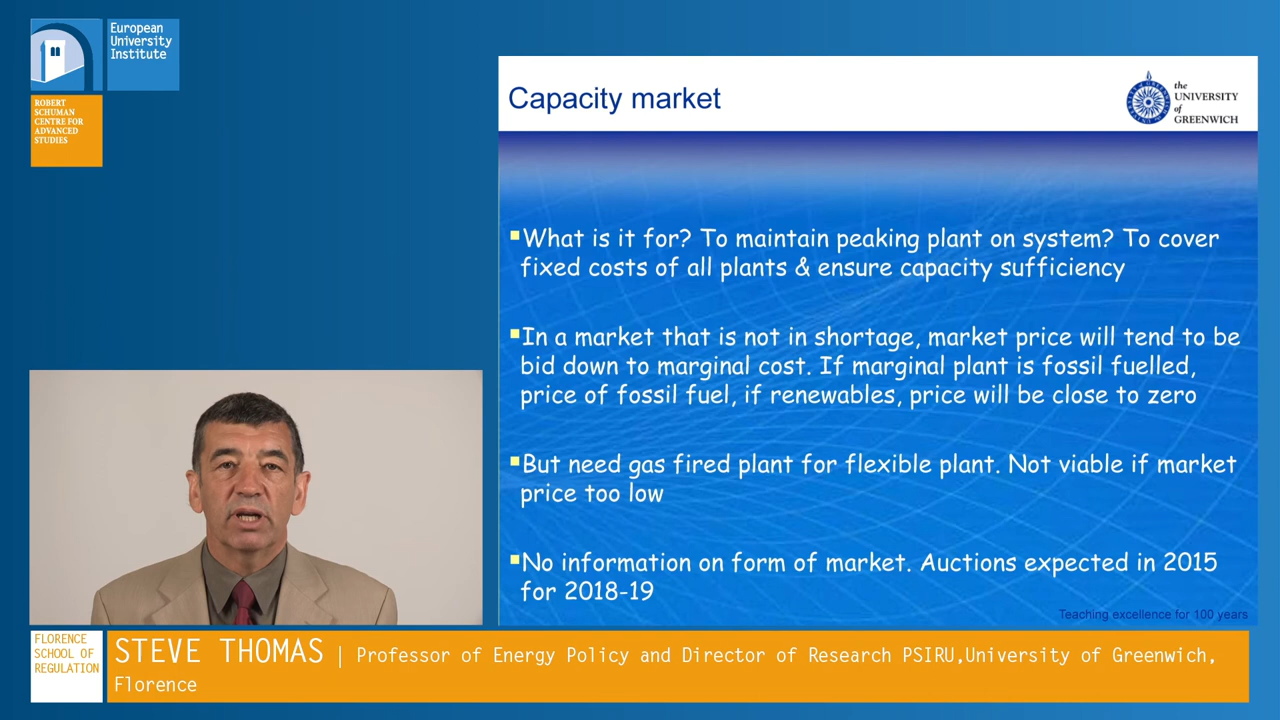 European
University
Institute
ROBERT
SCHUMAN
CENTRE FOR
ADVANCED
STUDIES
Capacity market
the
UNIVERSITY
of
GREENWICH
▪What is it for? To maintain peaking plant on system? To cover
fixed costs of all plants & ensure capacity sufficiency
▪In a market that is not in shortage, market price will tend to be
bid down to marginal cost. If marginal plant is fossil fuelled,
price of fossil fuel, if renewables, price will be close to zero
▪But need gas fired plant for flexible plant. Not viable if market
price too low
▪No information on form of market. Auctions expected in 2015
for 2018-19
Teaching excellence for 100 years
FLORENCE
SCHOOL OF
REGULATION
STEVE THOMAS | Professor of Energy Policy and Director of Research PSIRU,University of Greenwich,
Florence